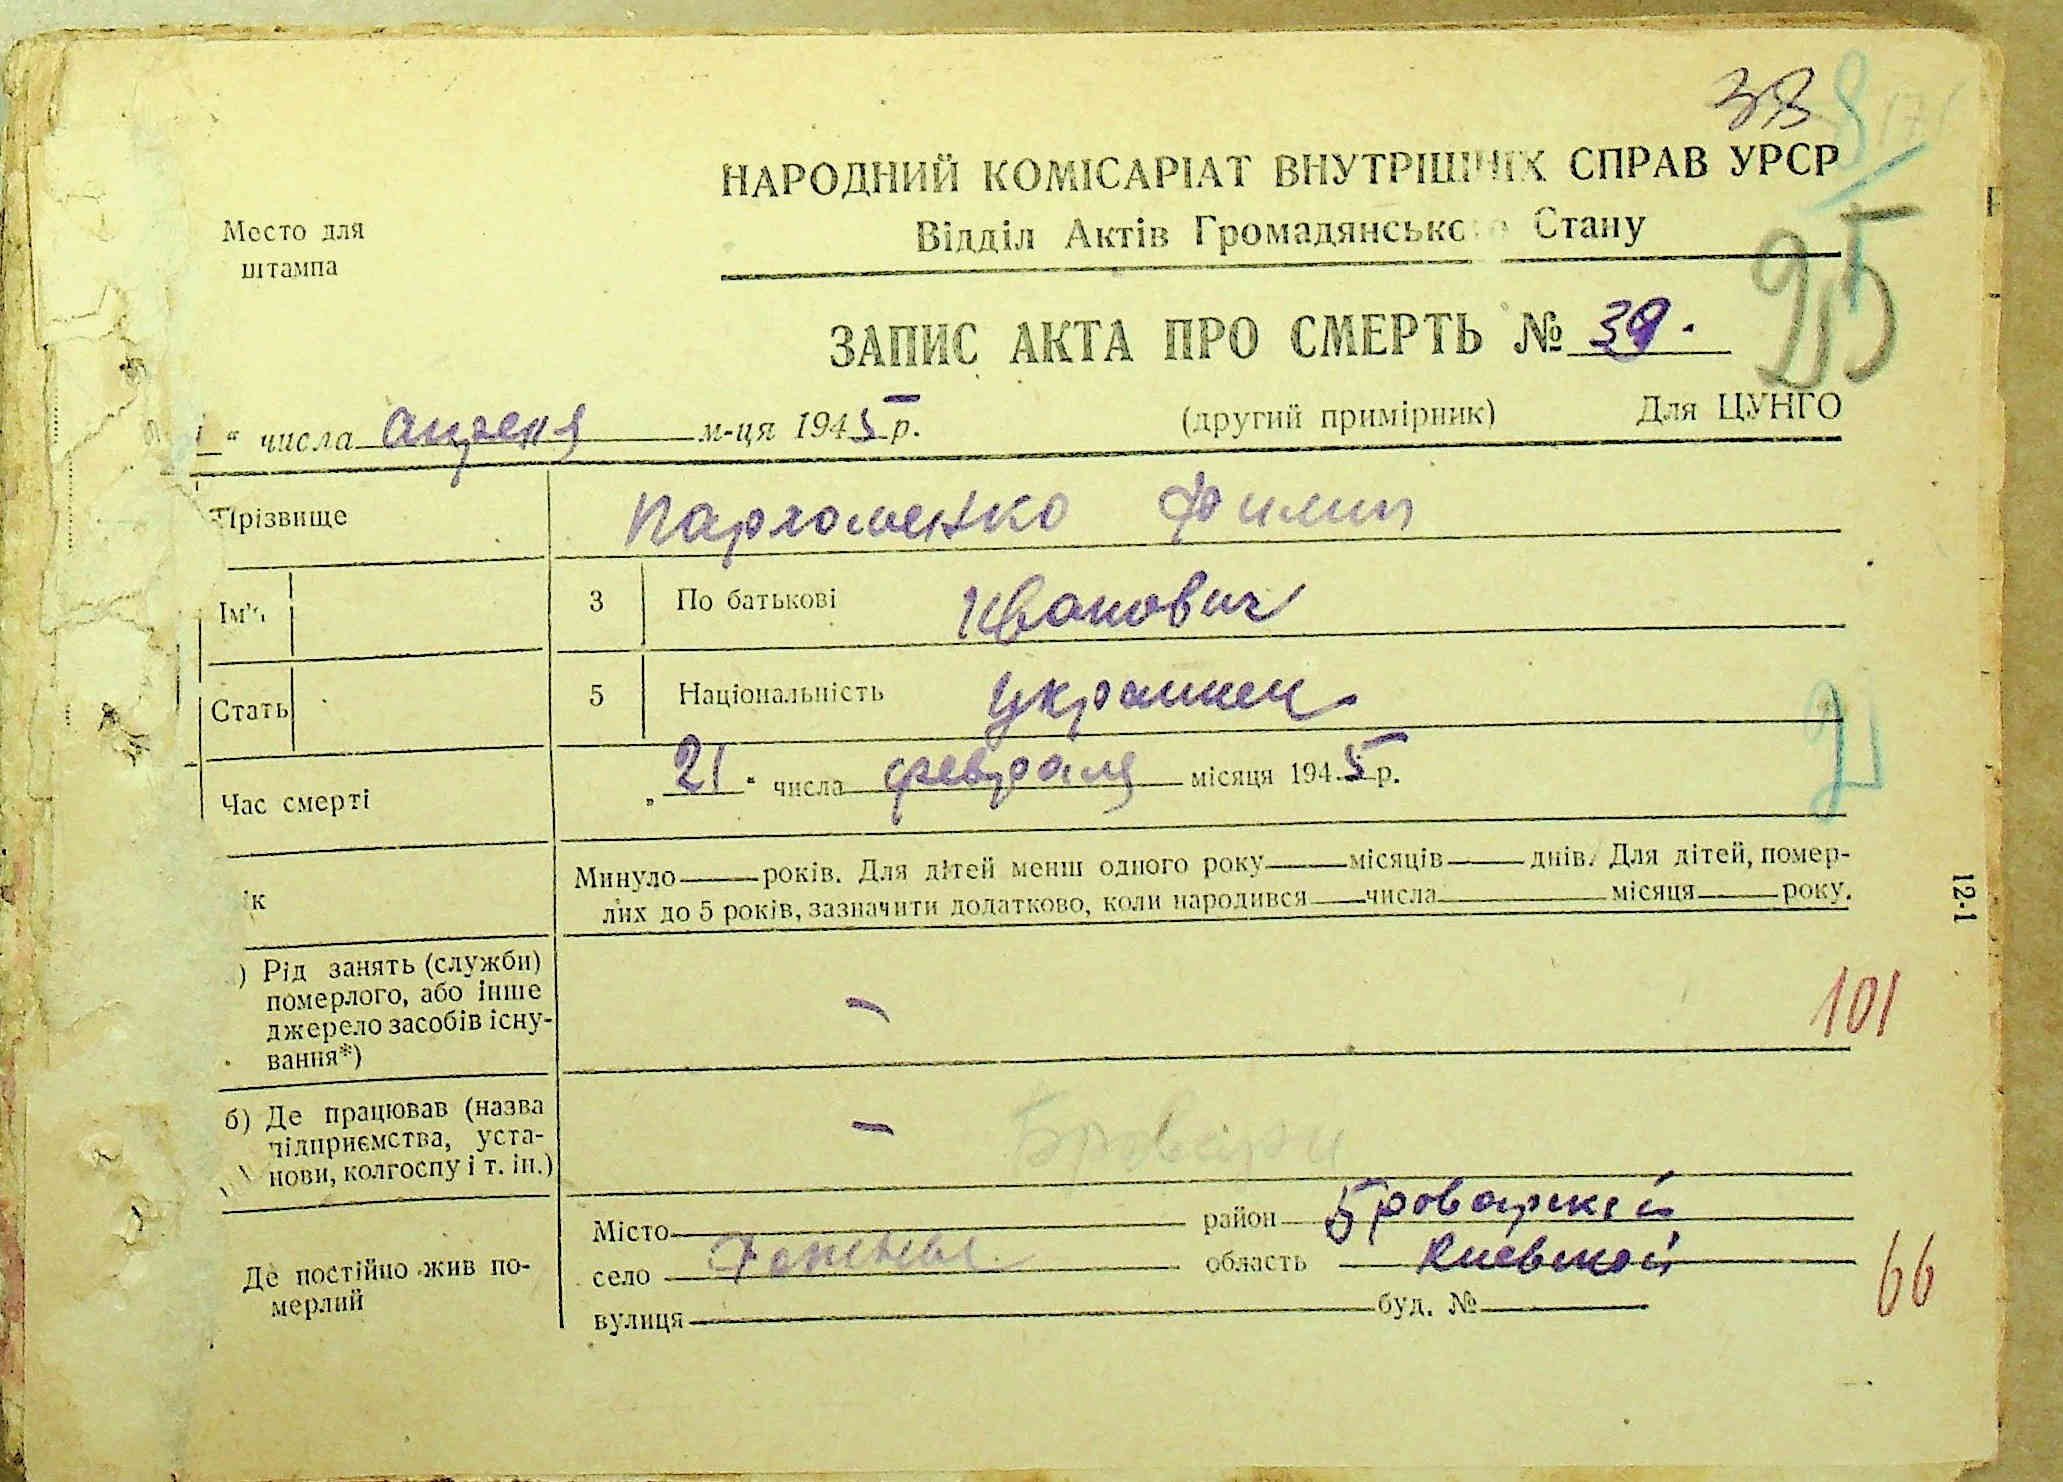 38
НАРОДНИЙ КОМІСАРІАТ ВНУТРІШНІХ СПРАВ УРСР
Відділ Актів Громадянського Стану
Место для
штампа
25
ЗАПИС АКТА ПРО СМЕРТЬ № 39.
“ числа апреля м-ця 1945 р. (другий примірник) Для ЦУНГО
Прізвище Пархоменко Филип
Ім'я 3 По батькові Иванович
Стать 5 Національність Украинец
Час смерті „21“ числа февраля місяця 1945 р.
ік Минуло років. Для дітей менш одного року місяців днів. Для дітей, помер-
лих до 5 років, зазначити додатково, коли народився числа місяця року.
12-1
) Рід занять (служби)
померлого, або інше
джерело засобів існу-
вання*) –
101
б) Де працював (назва
підприємства, уста-
нови, колгоспу і т. ін.) – Бровари
Де постійно жив по-
мерлий
Місто район Броварский
село область Киевской
вулиця буд. №
66